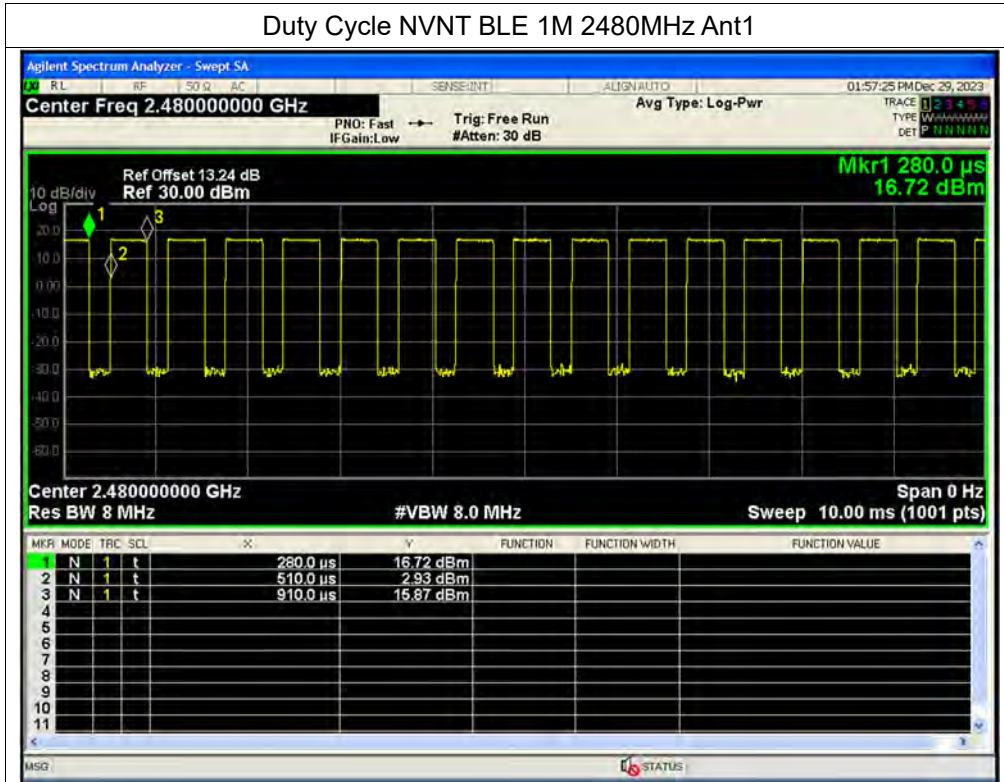 Duty Cycle NVNT BLE 1M 2480MHz Ant1
Agilent Spectrum Analyzer - Swept SA
LXI RL RF 50 Ω AC SENSE:INT ALIGNAUTO 01:57:25 PMDec 29, 2023
Center Freq 2.480000000 GHz Avg Type: Log-Pwr TRACE 1 2 3 4 5 6
PNO: Fast Trig: Free Run TYPE W
IFGain:Low #Atten: 30 dB DET P N N N N N
Mkr1 280.0 µs
16.72 dBm
Ref Offset 13.24 dB
10 dB/div Ref 30.00 dBm
Log
1
3
20.0
2
10.0
0.00
-10.0
-20.0
-30.0
-40.0
-50.0
-60.0
Center 2.480000000 GHz Span 0 Hz
Res BW 8 MHz #VBW 8.0 MHz Sweep 10.00 ms (1001 pts)
MKR MODE TRC SCL X Y FUNCTION FUNCTION WIDTH FUNCTION VALUE
1 N 1 t 280.0 µs 16.72 dBm
2 N 1 t 510.0 µs 2.93 dBm
3 N 1 t 910.0 µs 15.87 dBm
4
5
6
7
8
9
10
11
MSG STATUS